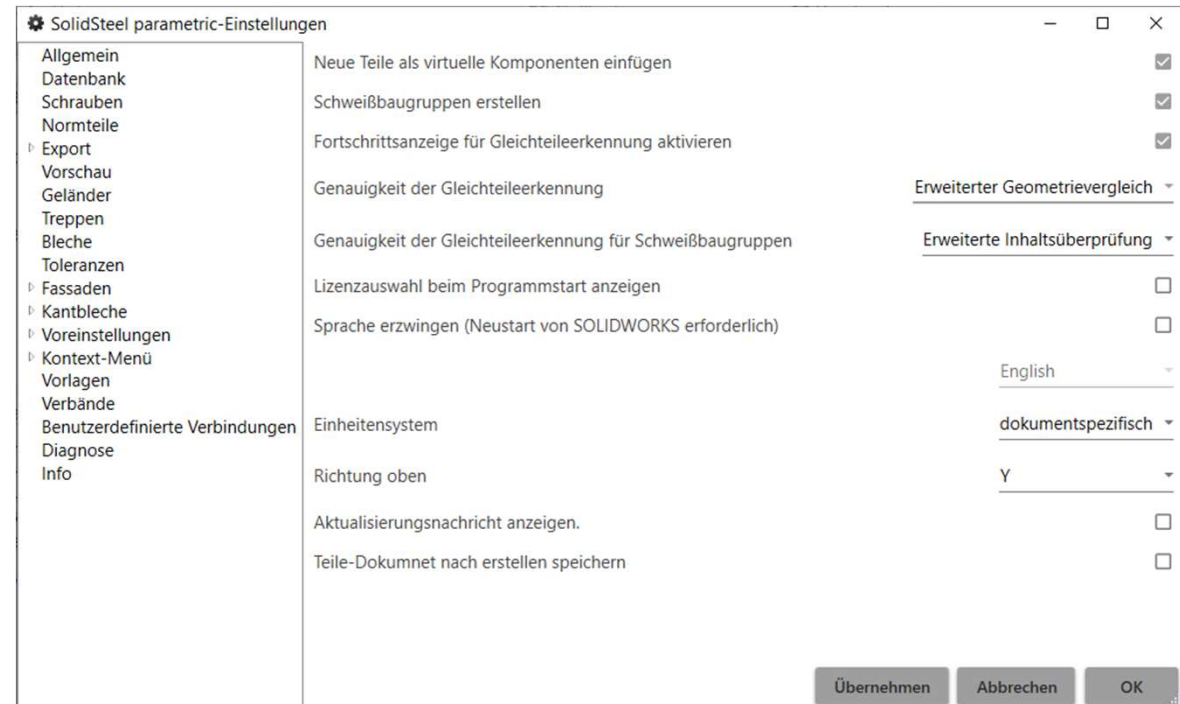 SolidSteel parametric-Einstellungen
Allgemein
Datenbank
Schrauben
Normteile
Export
Vorschau
Geländer
Treppen
Bleche
Toleranzen
Fassaden
Kantbleche
Voreinstellungen
Kontext-Menü
Vorlagen
Verbände
Benutzerdefinierte Verbindungen
Diagnose
Info
Neue Teile als virtuelle Komponenten einfügen
Schweißbaugruppen erstellen
Fortschrittsanzeige für Gleichteileerkennung aktivieren
Genauigkeit der Gleichteileerkennung Erweiterter Geometrievergleich
Genauigkeit der Gleichteileerkennung für Schweißbaugruppen Erweiterte Inhaltsüberprüfung
Lizenzauswahl beim Programmstart anzeigen
Sprache erzwingen (Neustart von SOLIDWORKS erforderlich)
English
Einheitensystem dokumentspezifisch
Richtung oben Y
Aktualisierungsnachricht anzeigen.
Teile-Dokumnet nach erstellen speichern
Übernehmen Abbrechen OK